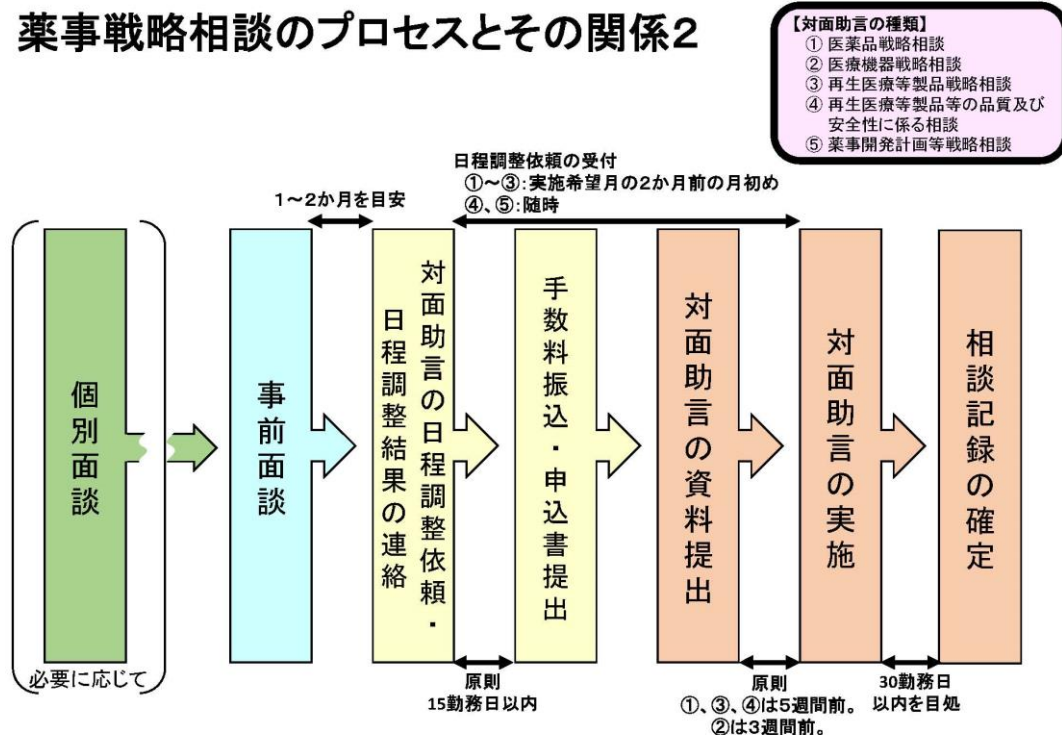 薬事戦略相談のプロセスとその関係2
【対面助言の種類】
① 医薬品戦略相談
② 医療機器戦略相談
③ 再生医療等製品戦略相談
④ 再生医療等製品等の品質及び
安全性に係る相談
⑤ 薬事開発計画等戦略相談
日程調整依頼の受付
①～③:実施希望月の2か月前の月初め
④、⑤:随時
1～2か月を目安
個別面談
必要に応じて
事前面談
対面助言の日程調整依頼・
日程調整結果の連絡
手数料振込・申込書提出
対面助言の資料提出
対面助言の実施
相談記録の確定
原則
15勤務日以内
原則
①、③、④は5週間前。
②は3週間前。
30勤務日
以内を目処